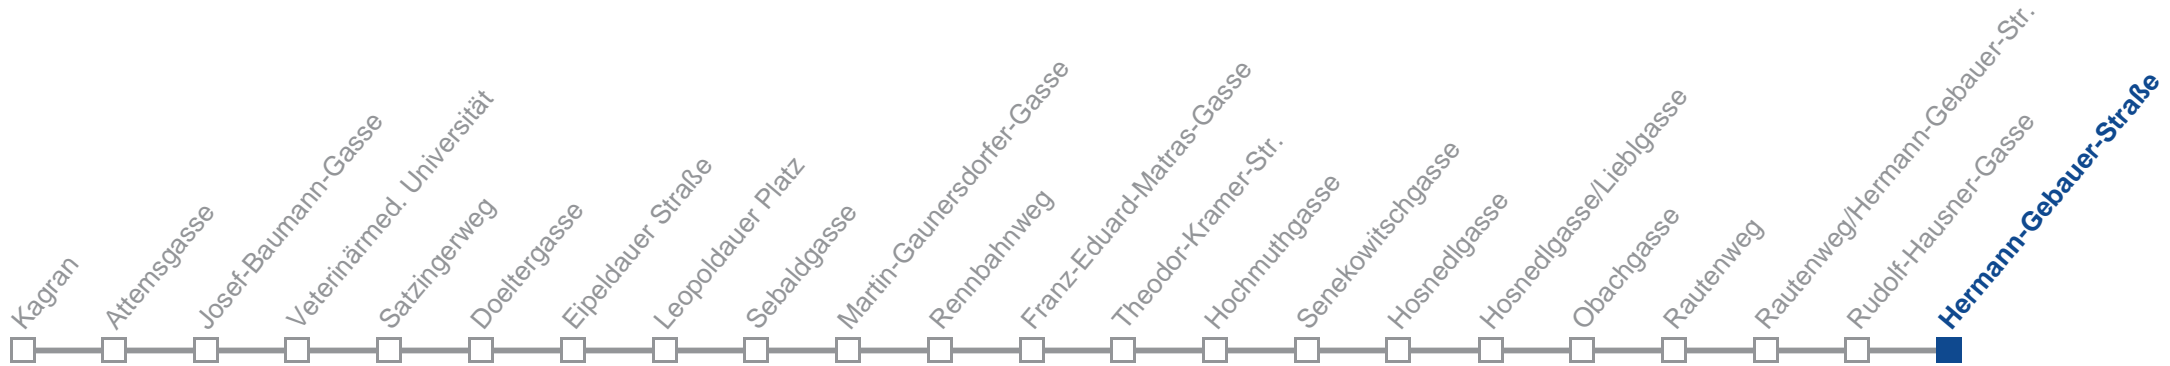 Kagran
Attemsgasse
Josef-Baumann-Gasse
Veterinärmed. Universität
Satzingerweg
Doeltergasse
Eipeldauer Straße
Leopoldauer Platz
Sebaldgasse
Martin-Gaunersdorfer-Gasse
Rennbahnweg
Franz-Eduard-Matras-Gasse
Theodor-Kramer-Str.
Hochmuthgasse
Senekowitschgasse
Hosnedlgasse
Hosnedlgasse/Lieblgasse
Obachgasse
Rautenweg
Rautenweg/Hermann-Gebauer-Str.
Rudolf-Hausner-Gasse
Hermann-Gebauer-Straße